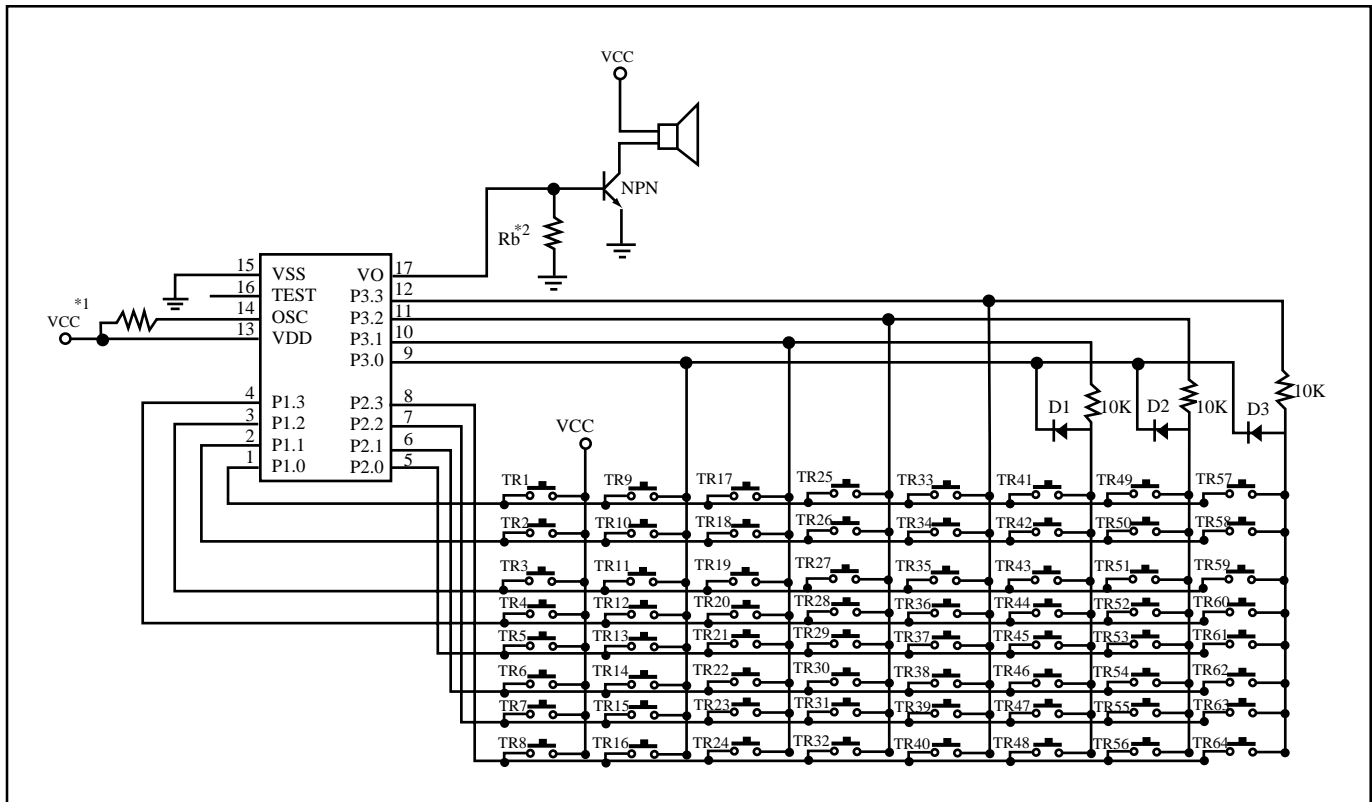 VCC
NPN
Rb*2
15 VSS VO 17
16 TEST P3.3 12
*1
14 OSC P3.2 11
VCC
13 VDD P3.1 10
P3.0 9
4 P1.3 P2.3 8
3 P1.2 P2.2 7
2 P1.1 P2.1 6
1 P1.0 P2.0 5
D1 10K D2 10K D3 10K
VCC
TR1 TR9 TR17 TR25 TR33 TR41 TR49 TR57
TR2 TR10 TR18 TR26 TR34 TR42 TR50 TR58
TR3 TR11 TR19 TR27 TR35 TR43 TR51 TR59
TR4 TR12 TR20 TR28 TR36 TR44 TR52 TR60
TR5 TR13 TR21 TR29 TR37 TR45 TR53 TR61
TR6 TR14 TR22 TR30 TR38 TR46 TR54 TR62
TR7 TR15 TR23 TR31 TR39 TR47 TR55 TR63
TR8 TR16 TR24 TR32 TR40 TR48 TR56 TR64